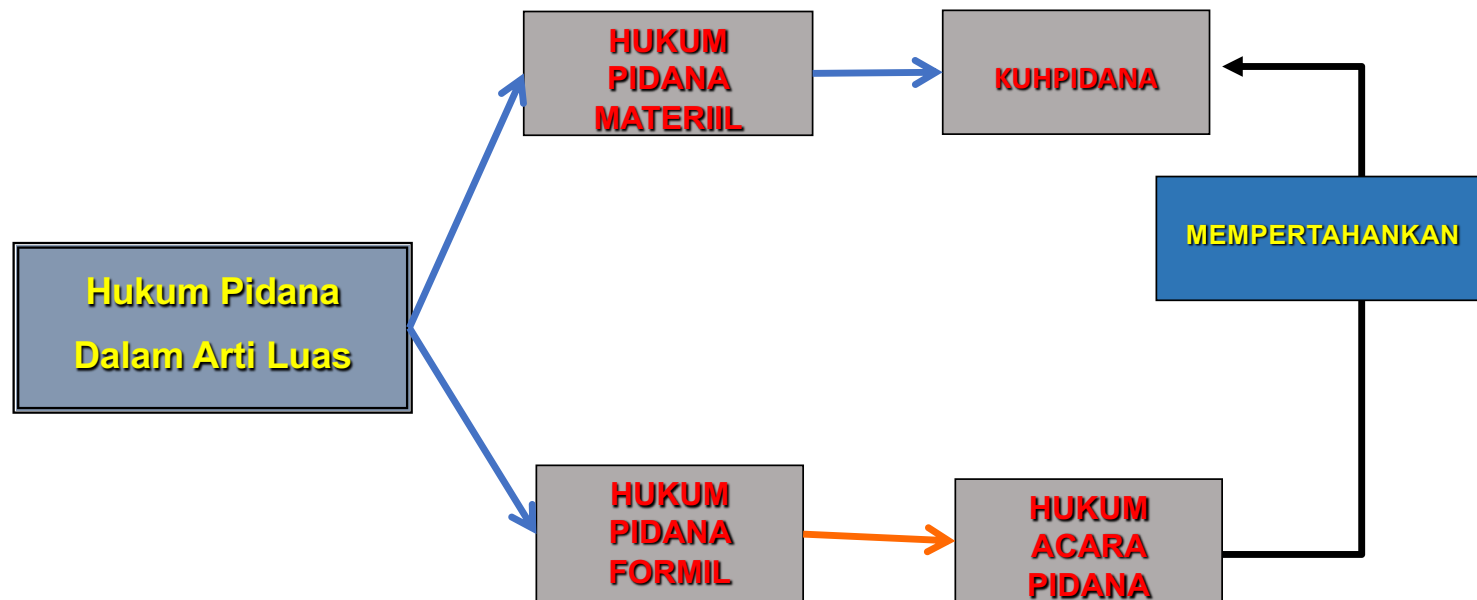 HUKUM
PIDANA
MATERIIL
KUHPIDANA
MEMPERTAHANKAN
Hukum Pidana
Dalam Arti Luas
HUKUM
PIDANA
FORMIL
HUKUM
ACARA
PIDANA